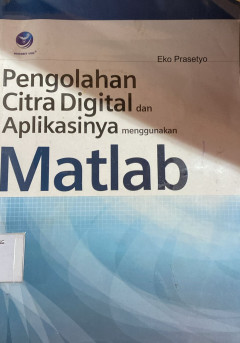 Eko Prasetyo
Pengolahan
Citra Digital dan
Aplikasinya menggunakan
Matlab